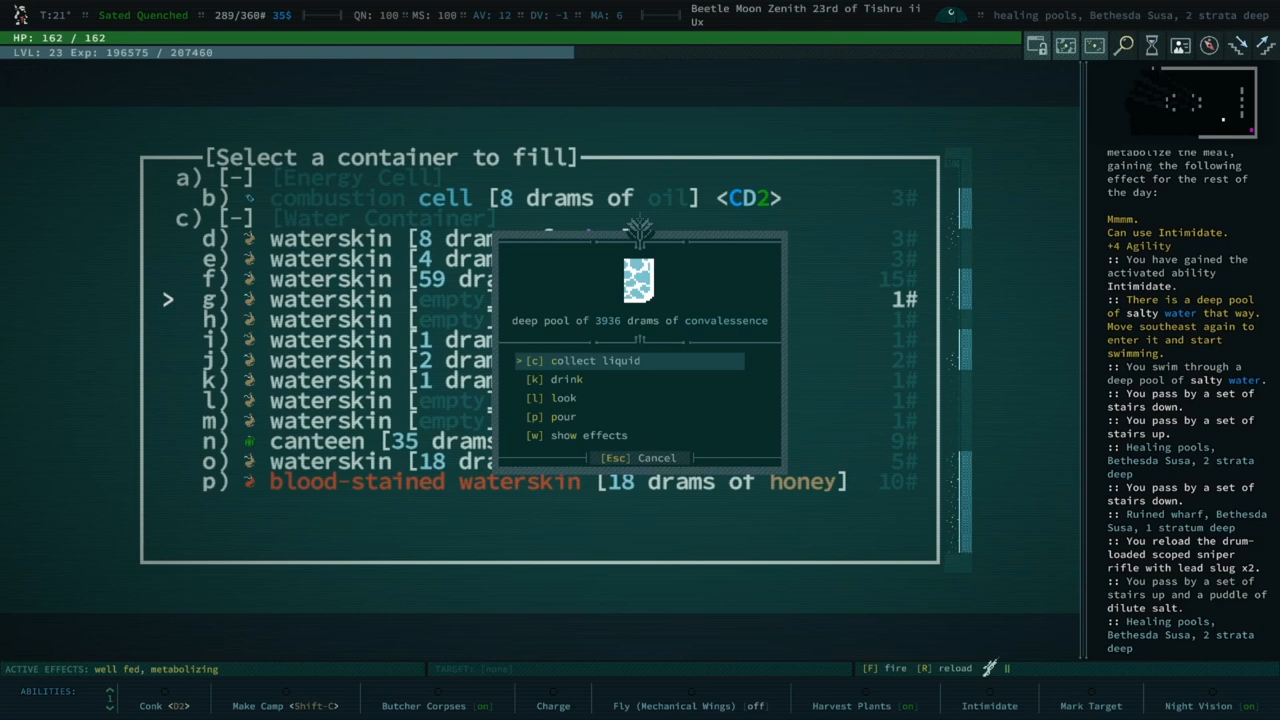 T:21° Sated Quenched 289/360# 35$ QN: 100 MS: 100 AV: 12 DV: -1 MA: 6 Beetle Moon Zenith 23rd of Tishru ii Ux :: healing pools, Bethesda Susa, 2 strata deep
HP: 162 / 162
LVL: 23 Exp: 196575 / 207460
[Select a container to fill]
a) [-] [Energy Cell]
b) combustion cell [8 drams of oil] <CD2> 3#
c) [-] [Water Container]
d) waterskin [8 dram 3#
e) waterskin [4 dram 3#
f) waterskin [59 15#
> g) waterskin [empty 1#
h) waterskin [empty 1#
i) waterskin [1 dram 1#
j) waterskin [2 dram 2#
k) waterskin [1 dram 1#
l) waterskin [empty 1#
m) waterskin [empty 1#
n) canteen [35 drams 9#
o) waterskin [18 dra 5#
p) blood-stained waterskin [18 drams of honey] 10#
deep pool of 3936 drams of convalessence
> [c] collect liquid
[k] drink
[l] look
[p] pour
[w] show effects
[Esc] Cancel
metabolize the meal,
gaining the following
effect for the rest of
the day:
Mmmm.
Can use Intimidate.
+4 Agility
:: You have gained the
activated ability
Intimidate.
:: There is a deep pool
of salty water that way.
Move southeast again to
enter it and start
swimming.
:: You swim through a
deep pool of salty water.
:: You pass by a set of
stairs down.
:: You pass by a set of
stairs up.
:: Healing pools,
Bethesda Susa, 2 strata
deep
:: You pass by a set of
stairs down.
:: Ruined wharf, Bethesda
Susa, 1 stratum deep
:: You reload the drum-
loaded scoped sniper
rifle with lead slug x2.
:: You pass by a set of
stairs up and a puddle of
dilute salt.
:: Healing pools,
Bethesda Susa, 2 strata
deep
ACTIVE EFFECTS: well fed, metabolizing
TARGET: [none]
[F] fire [R] reload
ABILITIES: 1 Conk <D2> Make Camp <Shift-C> Butcher Corpses [on] Charge Fly (Mechanical Wings) [off] Harvest Plants [on] Intimidate Mark Target Night Vision [on]